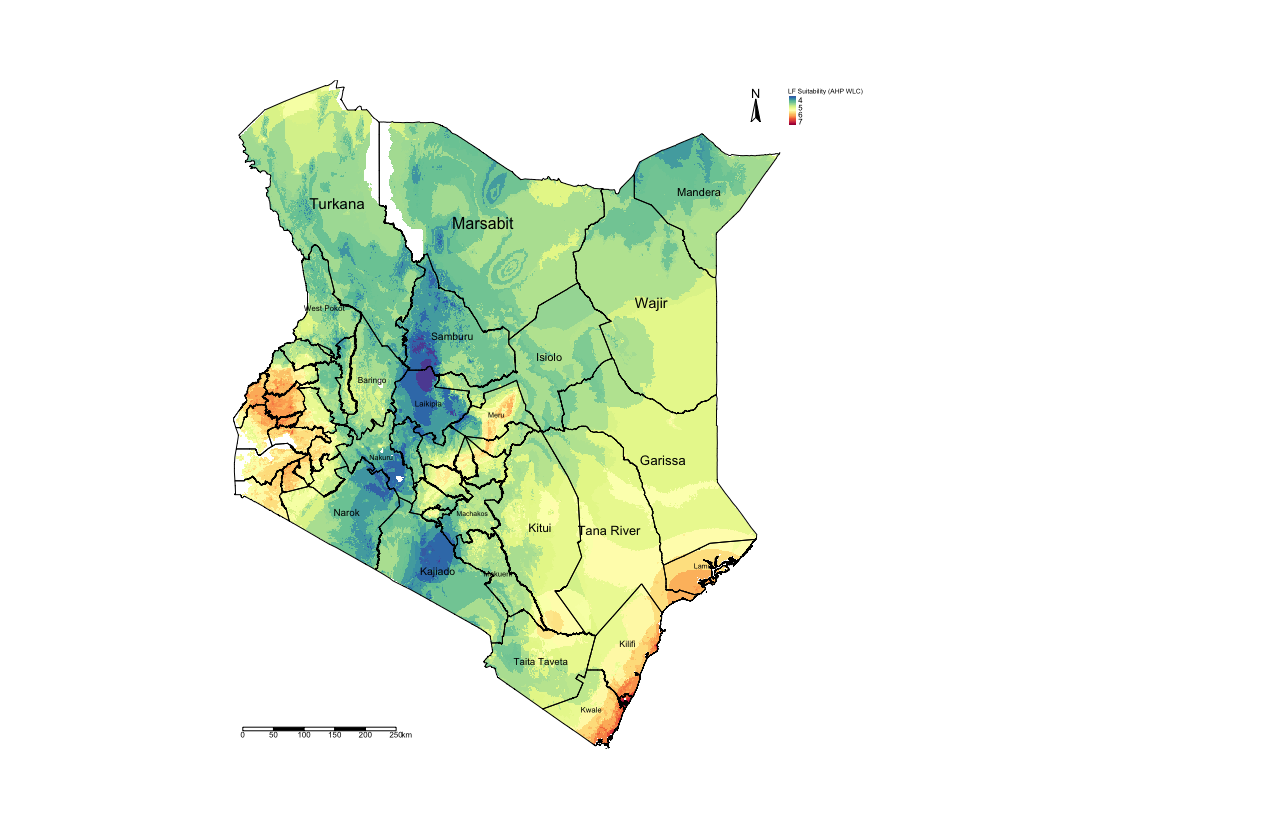 N
LF Suitability (AHP WLC)
4
5
6
7
Mandera
Turkana
Marsabit
Wajir
West Pokot
Samburu
Isiolo
Baringo
Laikipia
Meru
Nakuru
Garissa
Narok
Machakos
Kitui
Tana River
Kajiado
Makueni
Kilifi
Taita Taveta
Kwale
0 50 100 150 200 250km